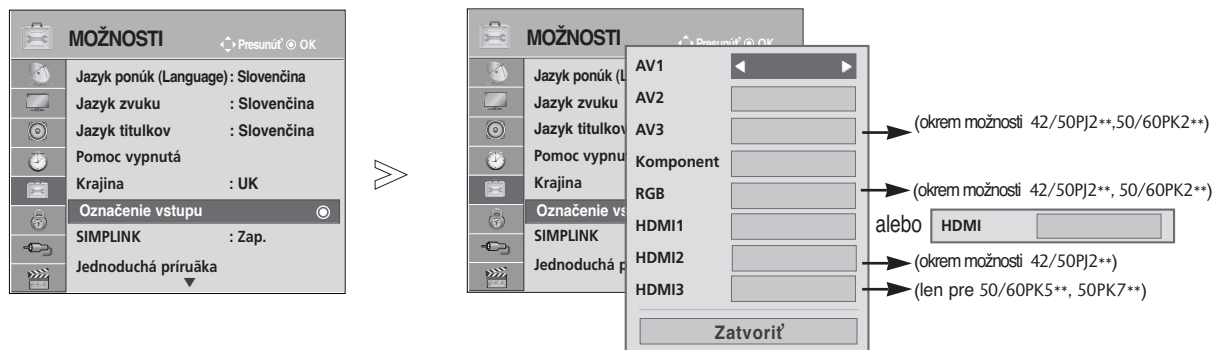 MOŽNOSTI
Presunúť ◉ OK
Jazyk ponúk (Language) : Slovenčina
Jazyk zvuku : Slovenčina
Jazyk titulkov : Slovenčina
Pomoc vypnutá
Krajina : UK
Označenie vstupu ◉
SIMPLINK : Zap.
Jednoduchá príruãka
MOŽNOSTI
Presunúť ◉ OK
Jazyk ponúk (L
Jazyk zvuku
Jazyk titulkov
Pomoc vypnu
Krajina
Označenie vs
SIMPLINK
Jednoduchá p
AV1
AV2
AV3
Komponent
RGB
HDMI1
HDMI2
HDMI3
Zatvoriť
(okrem možnosti 42/50PJ2**,50/60PK2**)
(okrem možnosti 42/50PJ2**, 50/60PK2**)
alebo HDMI
(okrem možnosti 42/50PJ2**)
(len pre 50/60PK5**, 50PK7**)